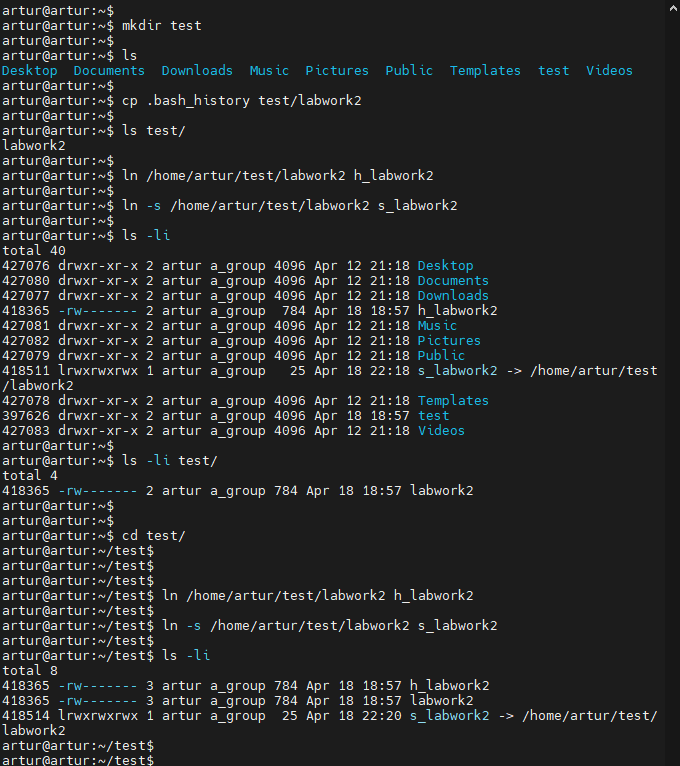 artur@artur:~$
artur@artur:~$ mkdir test
artur@artur:~$
artur@artur:~$ ls
Desktop  Documents  Downloads  Music  Pictures  Public  Templates  test  Videos
artur@artur:~$
artur@artur:~$ cp .bash_history test/labwork2
artur@artur:~$
artur@artur:~$ ls test/
labwork2
artur@artur:~$
artur@artur:~$ ln /home/artur/test/labwork2 h_labwork2
artur@artur:~$
artur@artur:~$ ln -s /home/artur/test/labwork2 s_labwork2
artur@artur:~$
artur@artur:~$ ls -li
total 40
427076 drwxr-xr-x 2 artur a_group 4096 Apr 12 21:18 Desktop
427080 drwxr-xr-x 2 artur a_group 4096 Apr 12 21:18 Documents
427077 drwxr-xr-x 2 artur a_group 4096 Apr 12 21:18 Downloads
418365 -rw------- 2 artur a_group  784 Apr 18 18:57 h_labwork2
427081 drwxr-xr-x 2 artur a_group 4096 Apr 12 21:18 Music
427082 drwxr-xr-x 2 artur a_group 4096 Apr 12 21:18 Pictures
427079 drwxr-xr-x 2 artur a_group 4096 Apr 12 21:18 Public
418511 lrwxrwxrwx 1 artur a_group   25 Apr 18 22:18 s_labwork2 -> /home/artur/test
/labwork2
427078 drwxr-xr-x 2 artur a_group 4096 Apr 12 21:18 Templates
397626 drwxr-xr-x 2 artur a_group 4096 Apr 18 18:57 test
427083 drwxr-xr-x 2 artur a_group 4096 Apr 12 21:18 Videos
artur@artur:~$
artur@artur:~$ ls -li test/
total 4
418365 -rw------- 2 artur a_group 784 Apr 18 18:57 labwork2
artur@artur:~$
artur@artur:~$
artur@artur:~$ cd test/
artur@artur:~/test$
artur@artur:~/test$
artur@artur:~/test$
artur@artur:~/test$ ln /home/artur/test/labwork2 h_labwork2
artur@artur:~/test$
artur@artur:~/test$ ln -s /home/artur/test/labwork2 s_labwork2
artur@artur:~/test$
artur@artur:~/test$ ls -li
total 8
418365 -rw------- 3 artur a_group 784 Apr 18 18:57 h_labwork2
418365 -rw------- 3 artur a_group 784 Apr 18 18:57 labwork2
418514 lrwxrwxrwx 1 artur a_group  25 Apr 18 22:20 s_labwork2 -> /home/artur/test/
labwork2
artur@artur:~/test$
artur@artur:~/test$